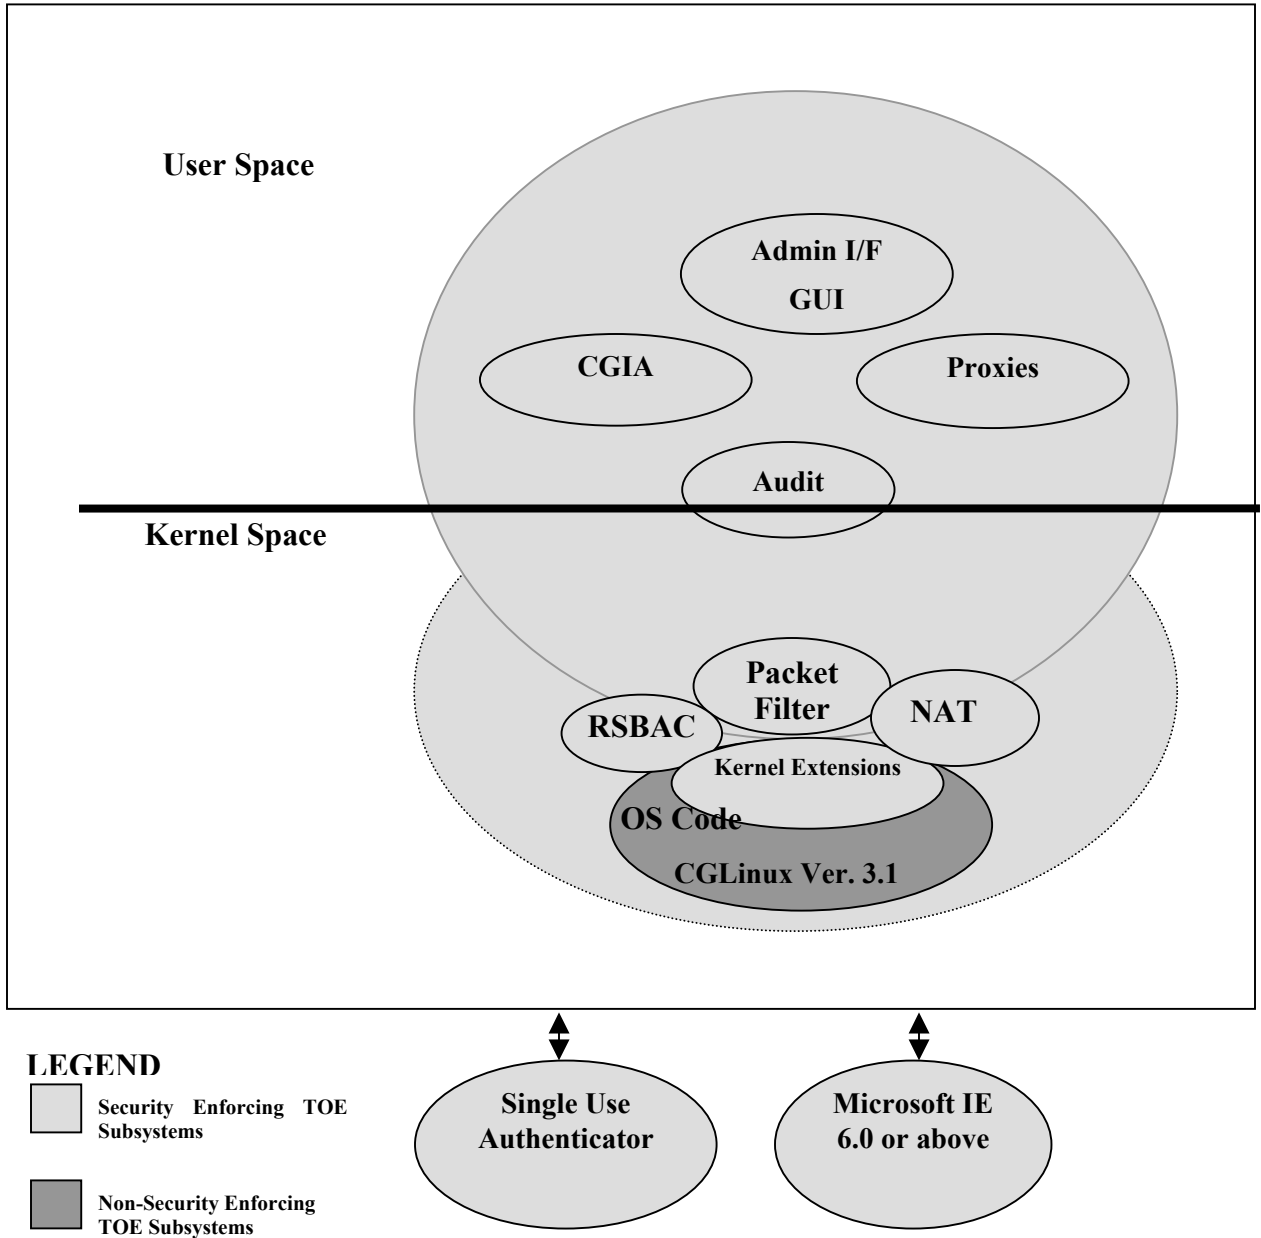 User Space
Admin I/F
GUI
CGIA
Proxies
Audit
Kernel Space
Packet
Filter
RSBAC
NAT
Kernel Extensions
OS Code
CGLinux Ver. 3.1
LEGEND
Security Enforcing TOE
Subsystems
Non-Security Enforcing
TOE Subsystems
Single Use
Authenticator
Microsoft IE
6.0 or above